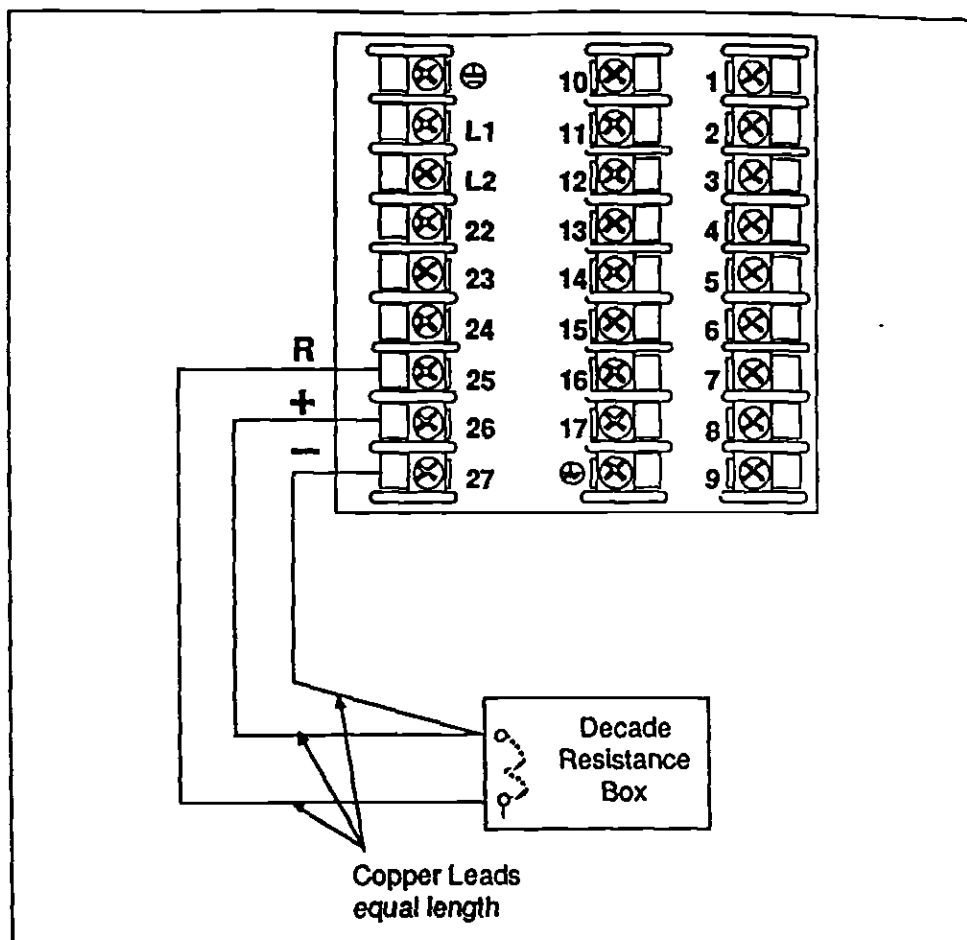 10 1
L1 11 2
L2 12 3
22 13 4
23 14 5
24 15 6
R 25 16 7
+ 26 17 8
− 27 9
Decade
Resistance
Box
Copper Leads
equal length